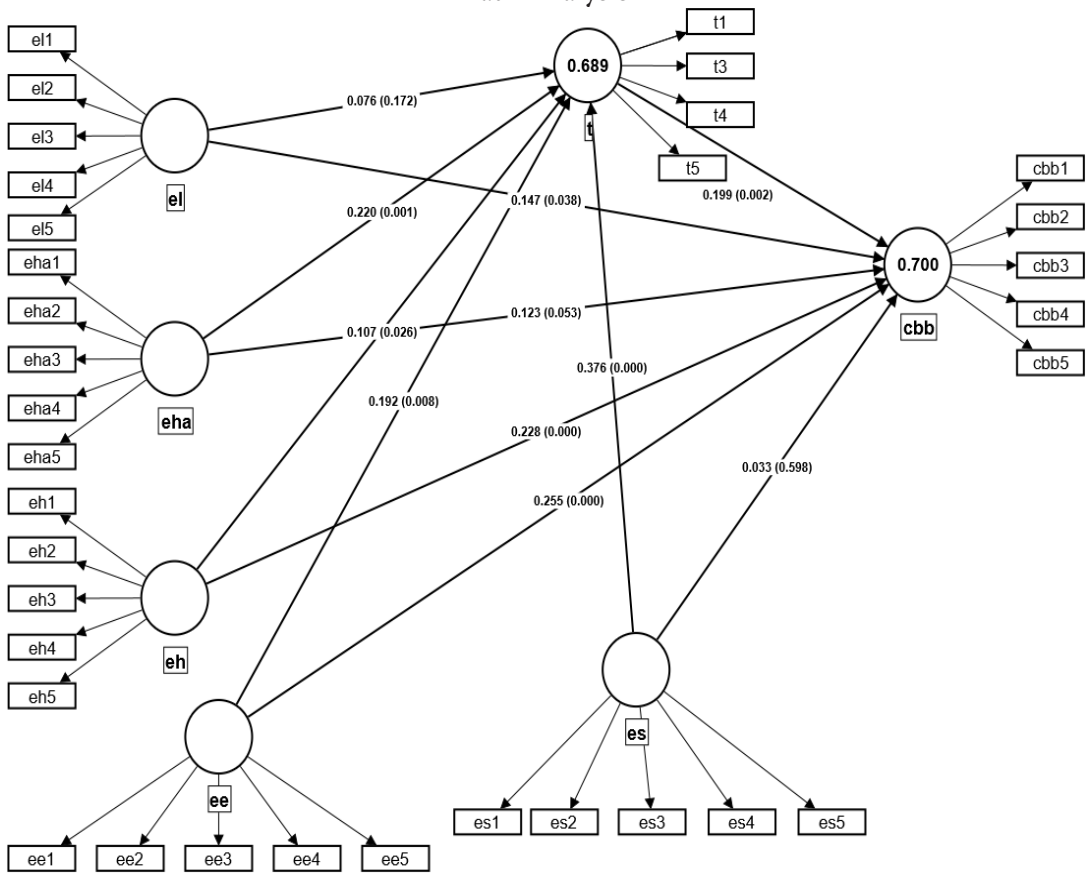 t1
el1
t3
0.689
el2
0.076 (0.172)
t4
t
el3
t5
cbb1
el4
0.199 (0.002)
el
0.147 (0.038)
el5
0.220 (0.001)
cbb2
eha1
0.700
cbb3
eha2
0.123 (0.053)
cbb4
0.107 (0.026)
cbb
eha3
0.376 (0.000)
cbb5
0.192 (0.008)
eha4
eha
0.228 (0.000)
eha5
0.033 (0.598)
eh1
0.255 (0.000)
eh2
eh3
eh4
eh
eh5
es
ee
es1 es2 es3 es4 es5
ee1 ee2 ee3 ee4 ee5